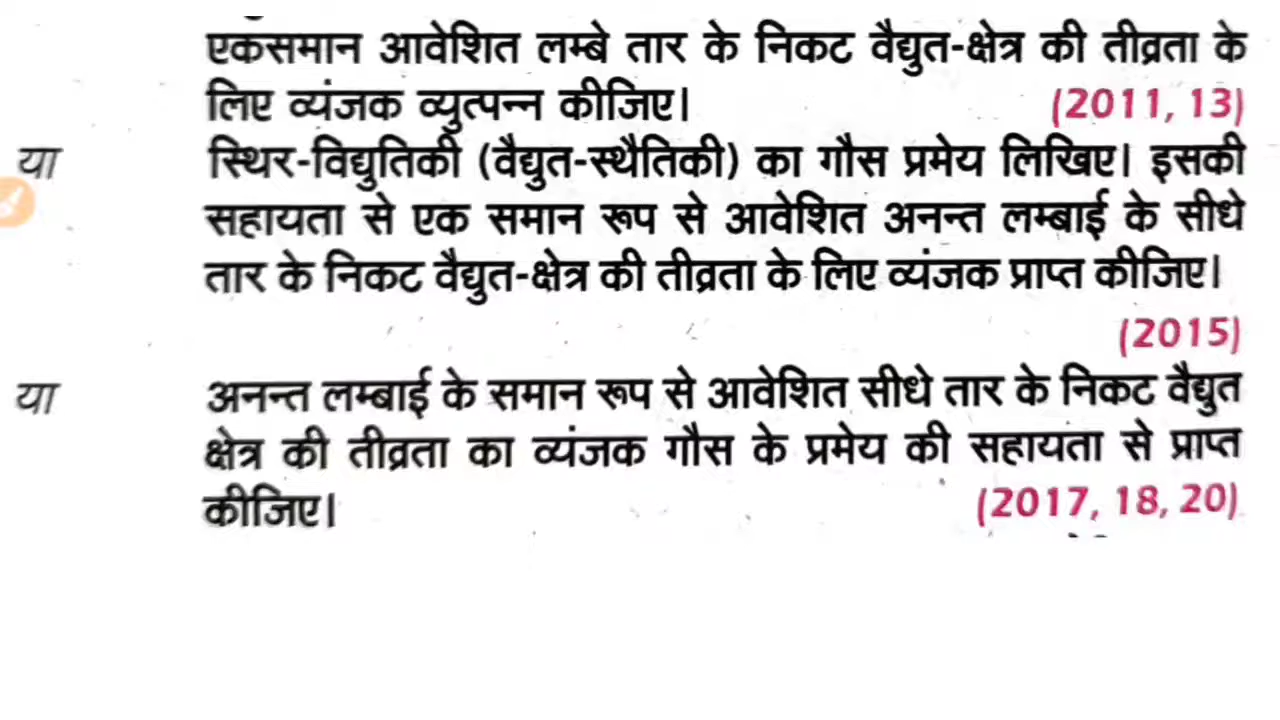 एकसमान आवेशित लम्बे तार के निकट वैद्युत-क्षेत्र की तीव्रता के
लिए व्यंजक व्युत्पन्न कीजिए। (2011, 13)
या स्थिर-विद्युतिकी (वैद्युत-स्थैतिकी) का गौस प्रमेय लिखिए। इसकी
सहायता से एक समान रूप से आवेशित अनन्त लम्बाई के सीधे
तार के निकट वैद्युत-क्षेत्र की तीव्रता के लिए व्यंजक प्राप्त कीजिए।
(2015)
या अनन्त लम्बाई के समान रूप से आवेशित सीधे तार के निकट वैद्युत
क्षेत्र की तीव्रता का व्यंजक गौस के प्रमेय की सहायता से प्राप्त
कीजिए। (2017, 18, 20)